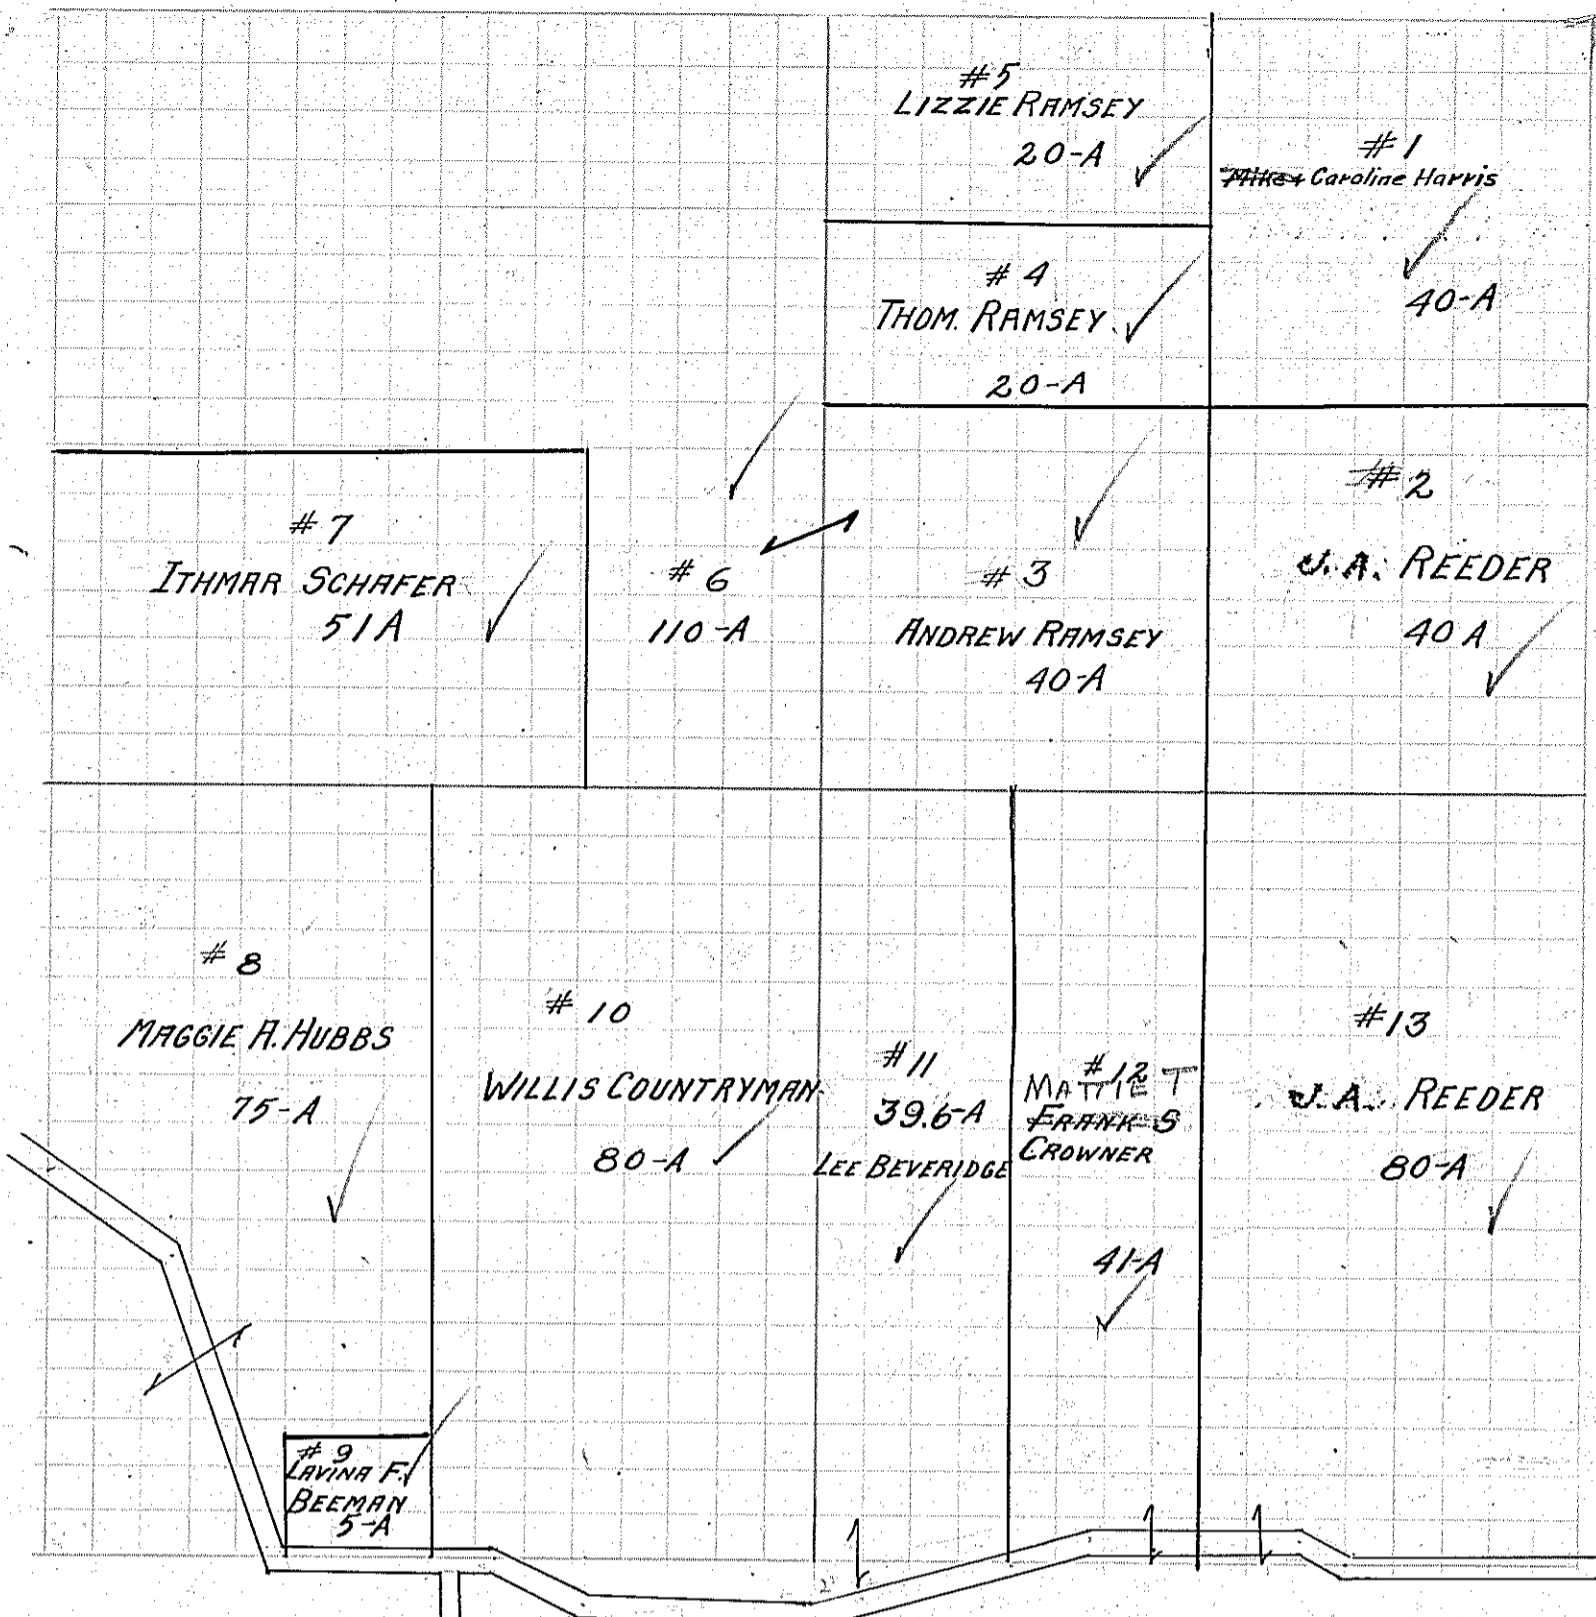 #5
LIZZIE RAMSEY
20-A
#1
Mike & Caroline Harris
40-A
#4
THOM. RAMSEY.
20-A
#2
J. A. REEDER
40 A
#3
ANDREW RAMSEY
40-A
#6
110-A
#7
ITHMAR SCHAFER
51A
#8
MAGGIE A. HUBBS
75-A
#10
WILLIS COUNTRYMAN
80-A
#11
39.6-A
LEE BEVERIDGE
#12
MATTIE T
FRANK S
CROWNER
41-A
#13
J. A. REEDER
80-A
#9
LAVINA F.
BEEMAN
5-A